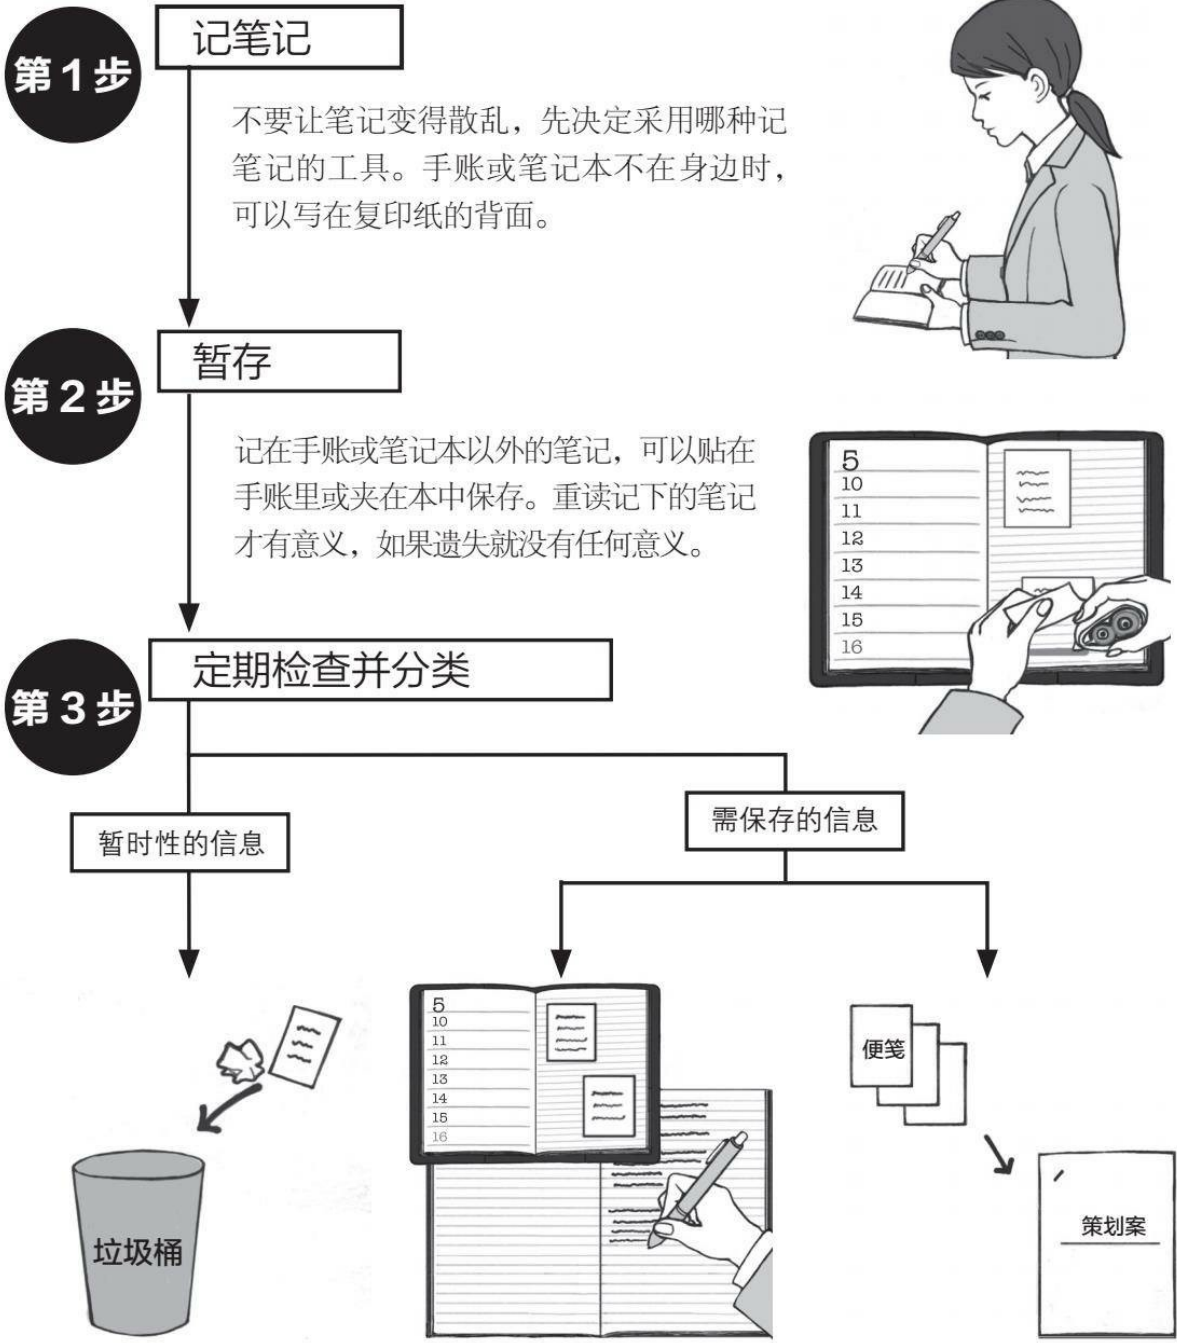 第1步
记笔记
不要让笔记变得散乱，先决定采用哪种记
笔记的工具。手账或笔记本不在身边时，
可以写在复印纸的背面。
第2步
暂存
记在手账或笔记本以外的笔记，可以贴在
手账里或夹在本中保存。重读记下的笔记
才有意义，如果遗失就没有任何意义。
5
10
11
12
13
14
15
16
第3步
定期检查并分类
暂时性的信息
需保存的信息
垃圾桶
5
10
11
12
13
14
15
16
便笺
策划案